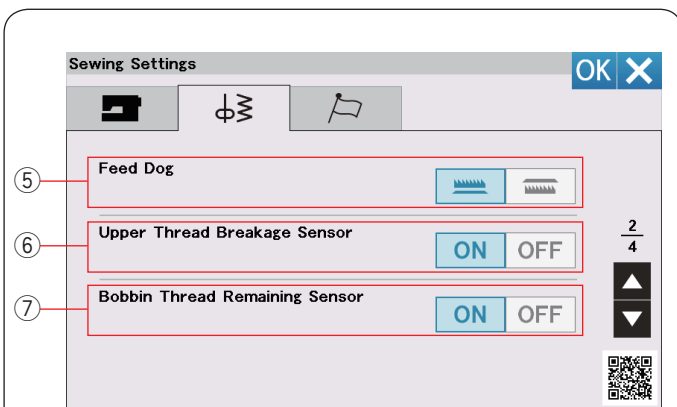 Sewing Settings
OK
⑤ Feed Dog
⑥ Upper Thread Breakage Sensor ON OFF
2
4
⑦ Bobbin Thread Remaining Sensor ON OFF